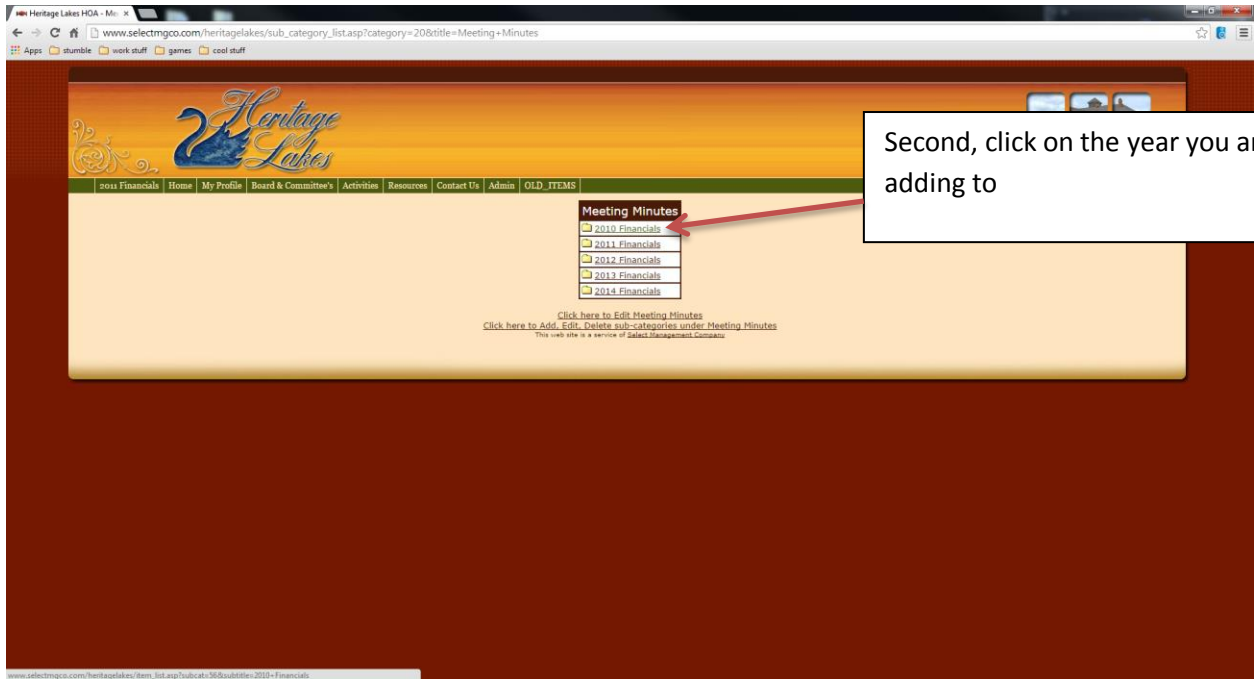 Heritage Lakes HOA - Me
www.selectmgco.com/heritagelakes/sub_category_list.asp?category=20&title=Meeting+Minutes
Apps stumble work stuff games cool stuff
Heritage
Lakes
Second, click on the year you
adding to
2011 Financials Home My Profile Board & Committee's Activities Resources Contact Us Admin OLD_ITEMS
Meeting Minutes
2010 Financials
2011 Financials
2012 Financials
2013 Financials
2014 Financials
Click here to Edit Meeting Minutes
Click here to Add, Edit, Delete sub-categories under Meeting Minutes
This web site is a service of Select Management Company
www.selectmgco.com/heritagelakes/item_list.asp?subcat=56&subtitle=2010+Financials